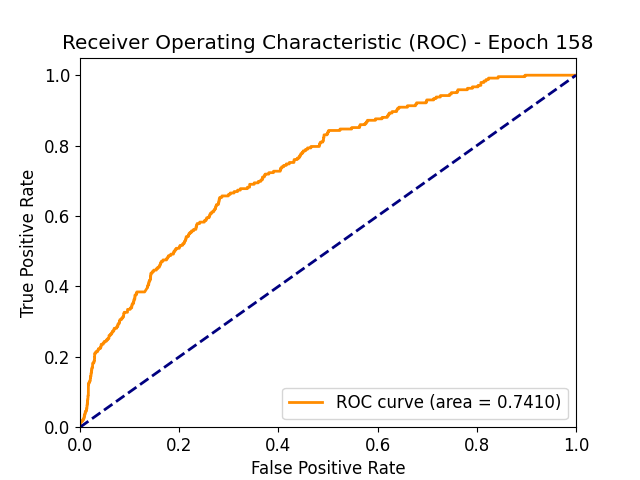 Receiver Operating Characteristic (ROC) - Epoch 158
1.0
0.8
0.6
0.4
0.2
0.0
True Positive Rate
ROC curve (area = 0.7410)
0.0 0.2 0.4 0.6 0.8 1.0
False Positive Rate